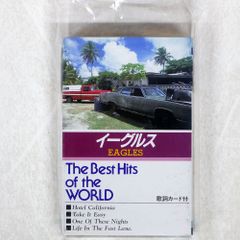 イーグルス
EAGLES
The Best Hits
of the
WORLD
歌詞カード付
■ Hotel California
■ Take It Easy
■ One Of These Nights
■ Life In The Fast Lane.